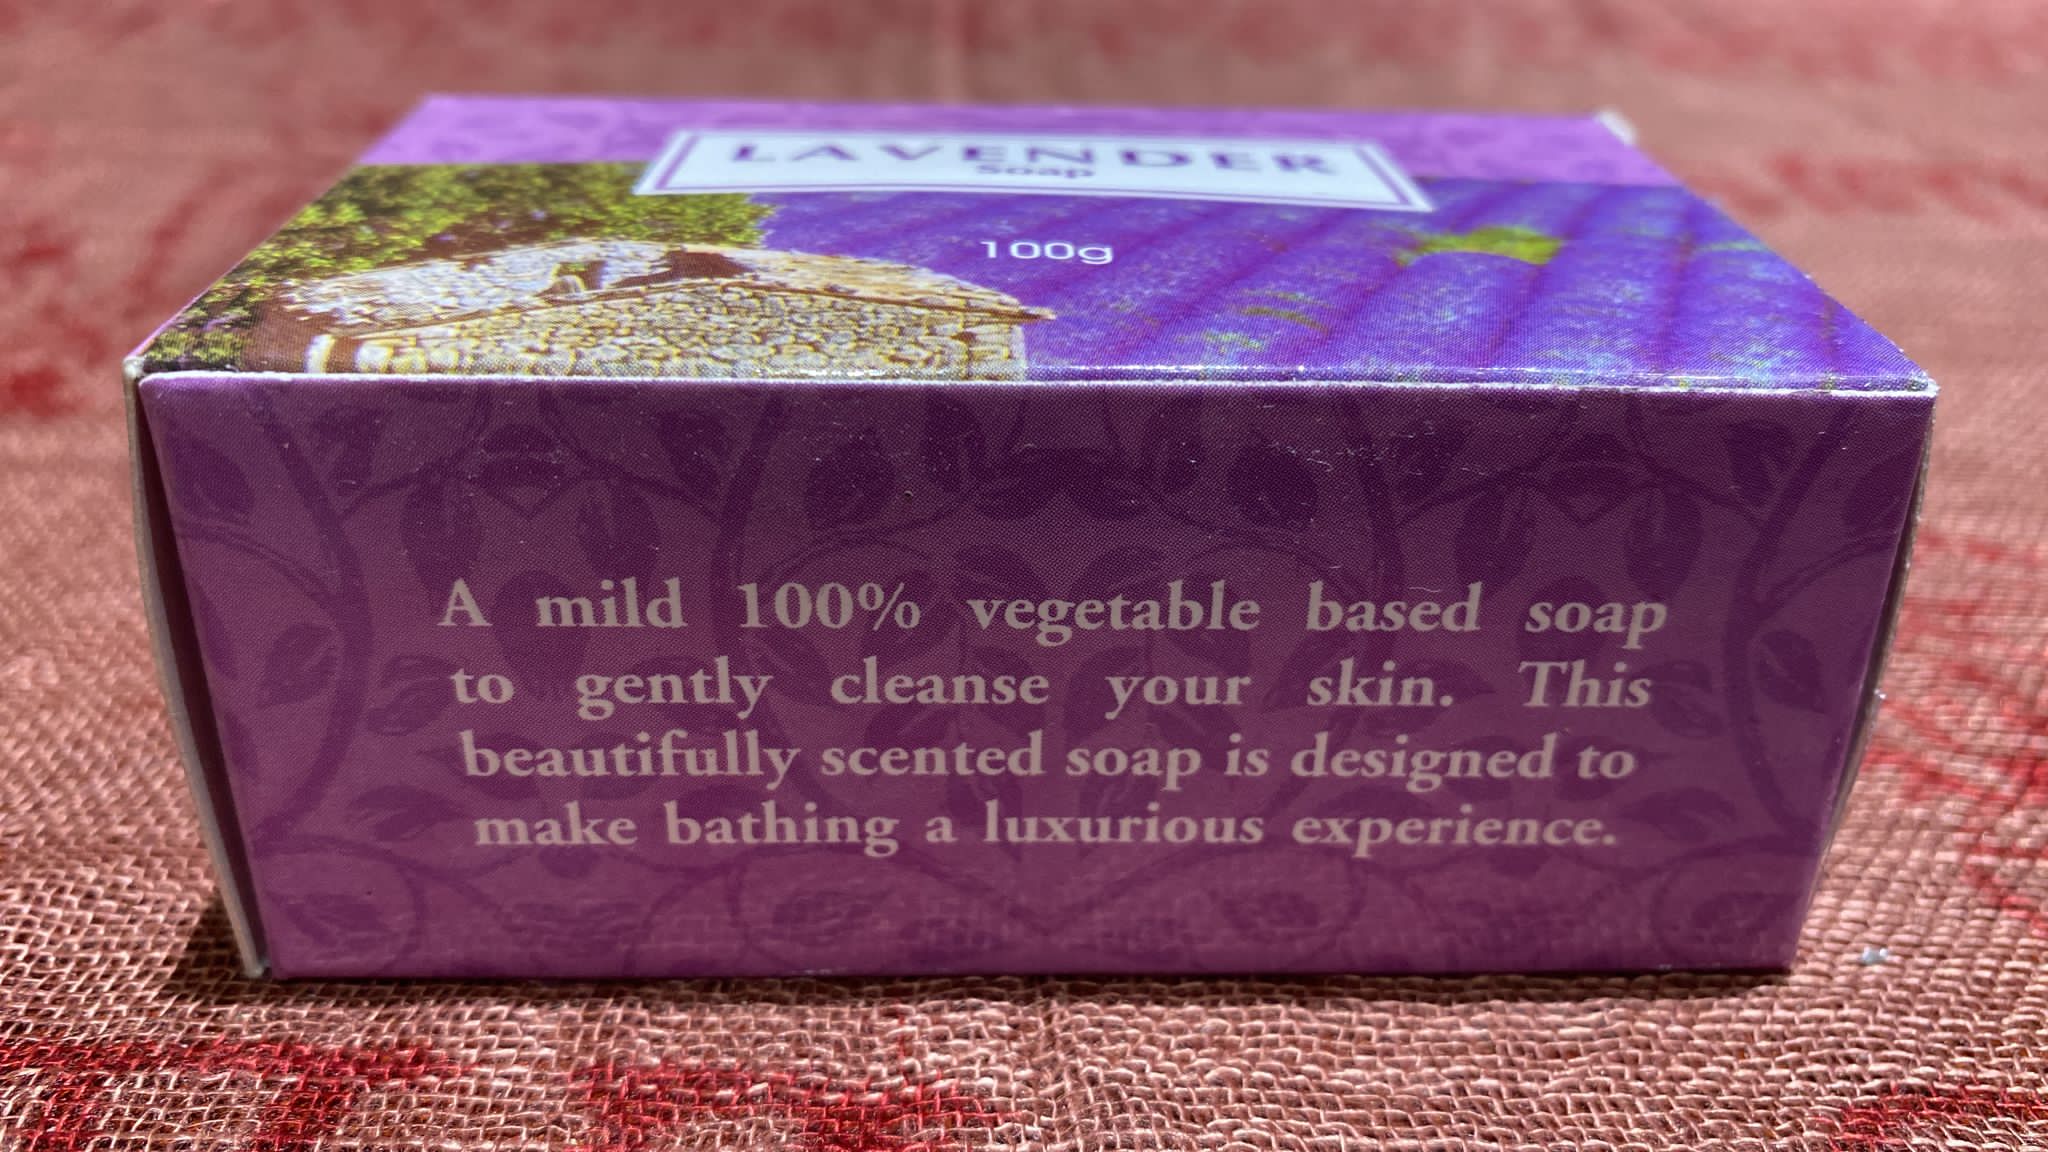 LAVENDER
Soap
100g
A mild 100% vegetable based soap
to gently cleanse your skin. This
beautifully scented soap is designed to
make bathing a luxurious experience.